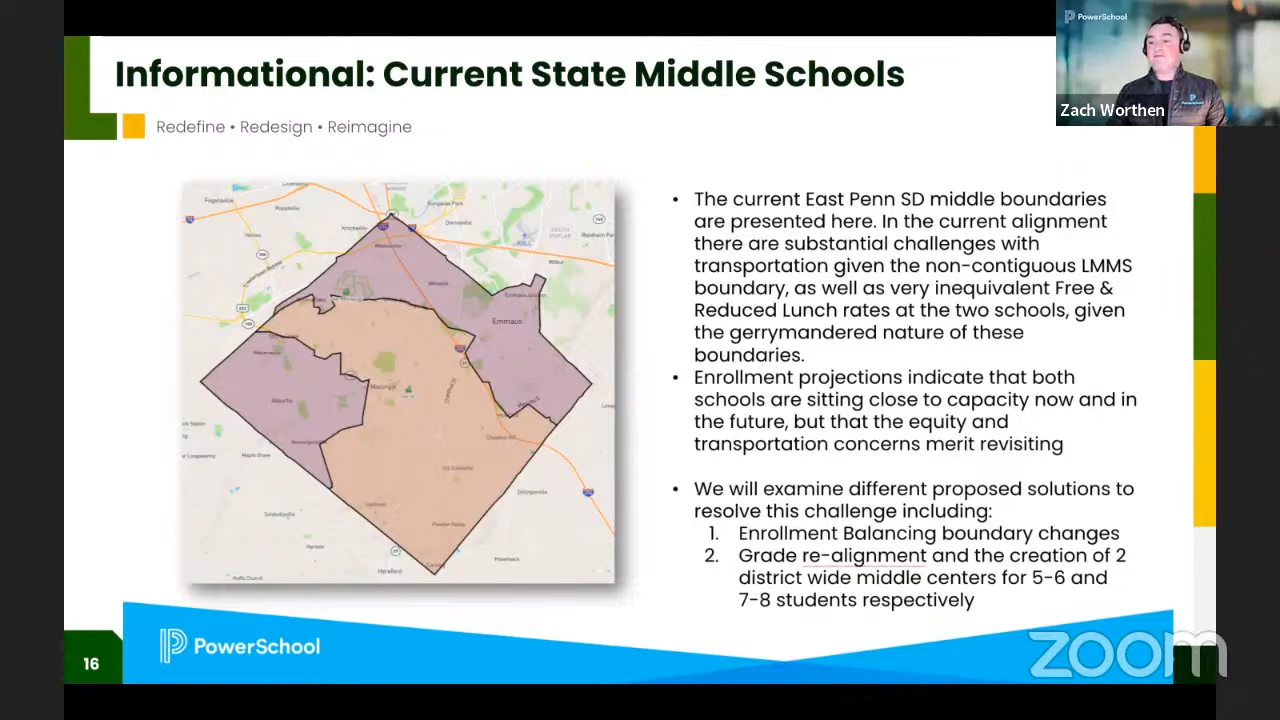 PowerSchool
Zach Worthen
Informational: Current State Middle Schools
Redefine • Redesign • Reimagine
Emmaus
Alburtis
Macungie
Hereford
Dillingerville
• The current East Penn SD middle boundaries
are presented here. In the current alignment
there are substantial challenges with
transportation given the non-contiguous LMMS
boundary, as well as very inequivalent Free &
Reduced Lunch rates at the two schools, given
the gerrymandered nature of these
boundaries.
• Enrollment projections indicate that both
schools are sitting close to capacity now and in
the future, but that the equity and
transportation concerns merit revisiting
• We will examine different proposed solutions to
resolve this challenge including:
1. Enrollment Balancing boundary changes
2. Grade re-alignment and the creation of 2
district wide middle centers for 5-6 and
7-8 students respectively
16
PowerSchool
zoom